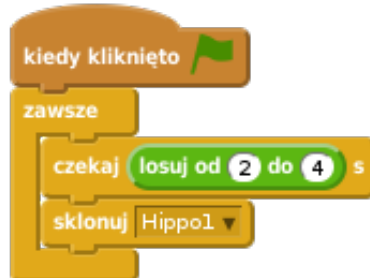 kiedy kliknięto
zawsze
czekaj losuj od 2 do 4 s
sklonuj Hippo1